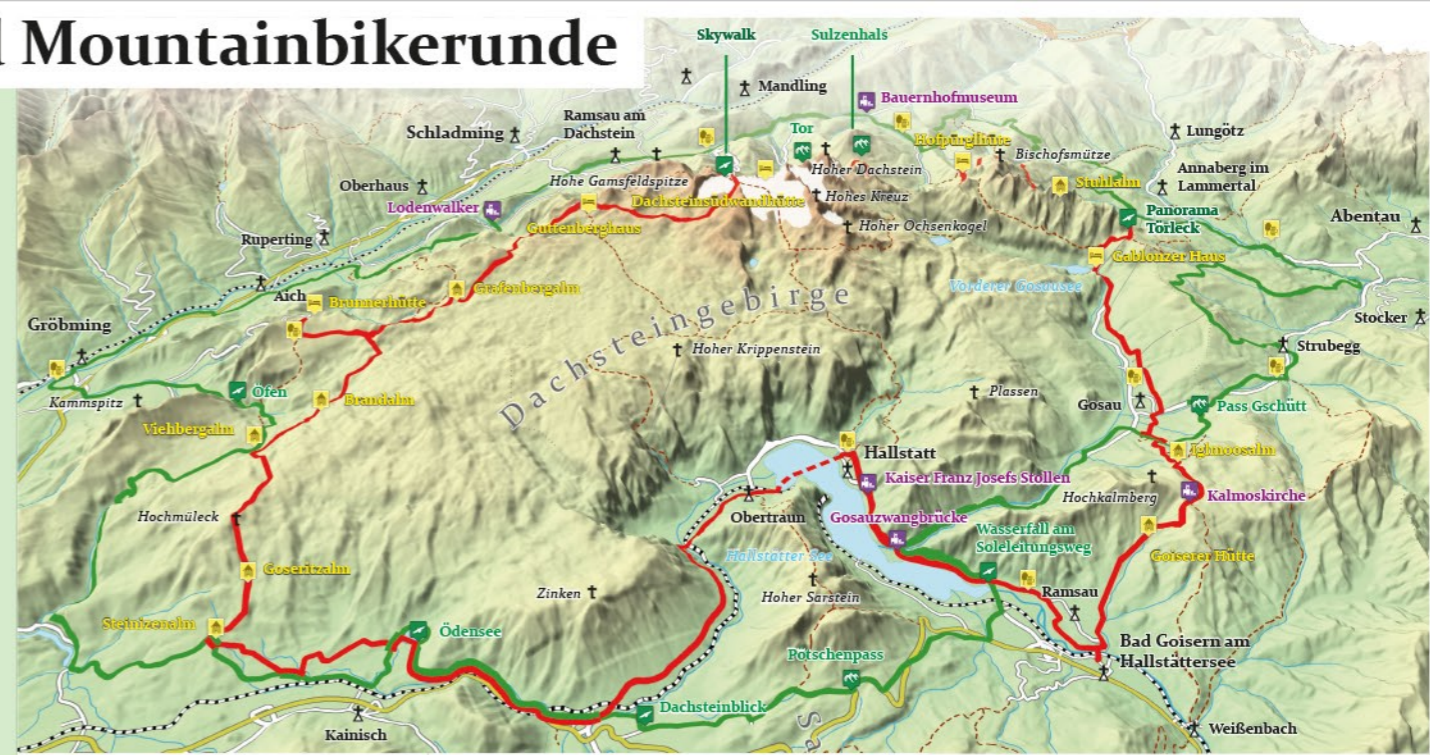 Mountainbikerunde
Skywalk
Sulzenhals
Mandling
Bauernhofmuseum
Ramsau am
Dachstein
Schladming
Tor
Hofpürglhütte
Lungötz
Bischofsmütze
Hoher Dachstein
Annaberg im
Lammertal
Oberhaus
Hohe Gamsfeldspitze
Stuhlalm
Hohes Kreuz
Dachsteinsüdwandhütte
Lodenwalker
Panorama
Törleck
Abentau
Guttenberghaus
Hoher Ochsenkogel
Ruperting
Gablonzer Haus
Vorderer Gosausee
Grafenbergalm
Aich
Brünnerhütte
Dachsteingebirge
Gröbming
Stocker
Strubegg
Hoher Krippenstein
Öfen
Plassen
Kammspitz
Brandalm
Gosau
Pass Gschütt
Viehbergalm
Hallstatt
Iglmoosalm
Kaiser Franz Josefs Stollen
Hochkalmberg
Kalmoskirche
Hochmüleck
Obertraun
Gosauzwangbrücke
Wasserfall am
Soleleitungsweg
Hallstätter See
Goiserer Hütte
Goseritzalm
Zinken
Hoher Sarstein
Ramsau
Steinizenalm
Ödensee
Bad Goisern am
Hallstättersee
Pötschenpass
Dachsteinblick
Kainisch
Weißenbach